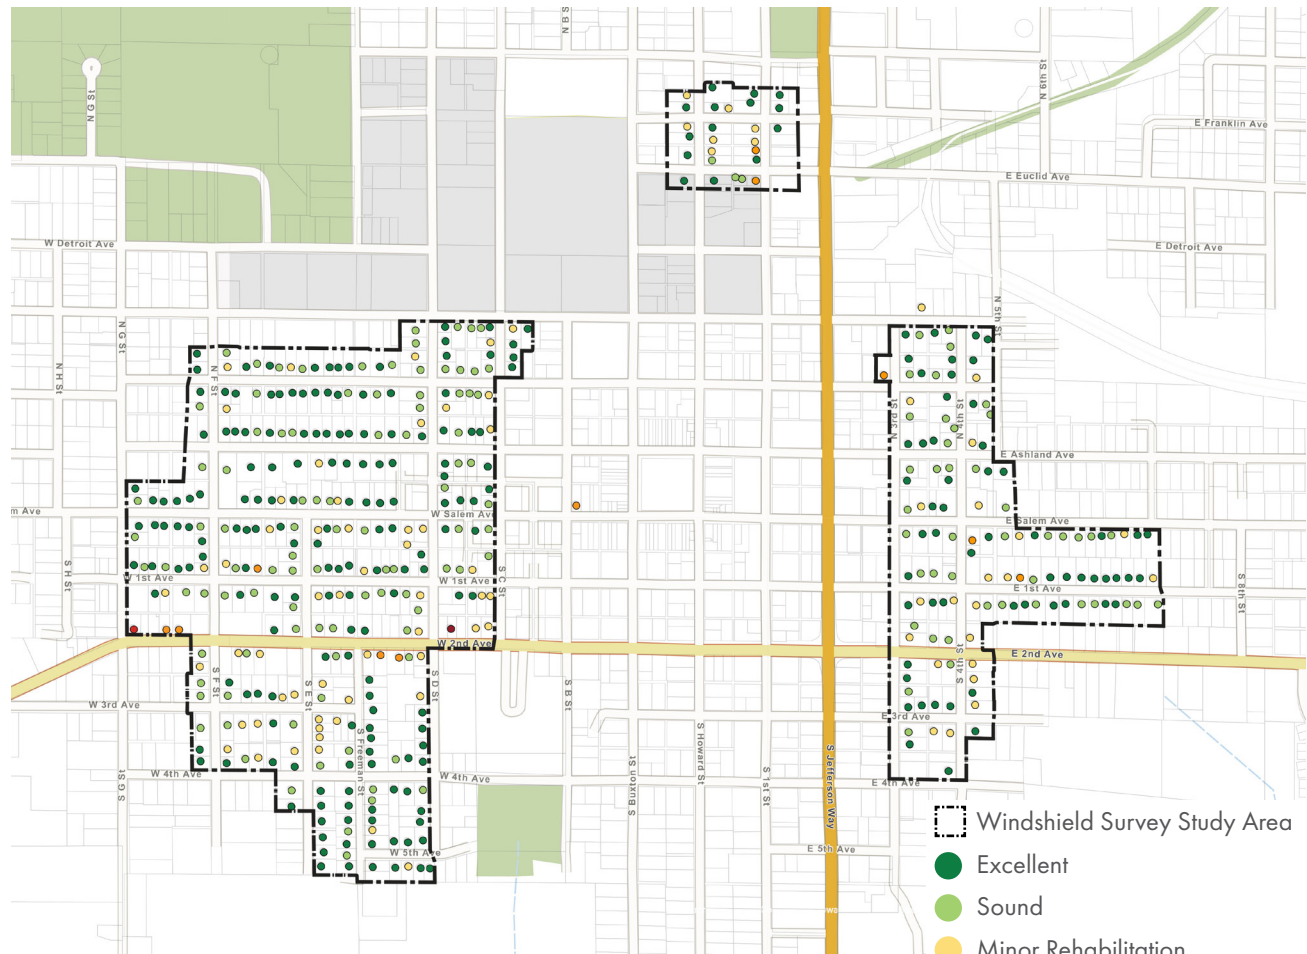 N B S
N G St
N 6th St
E Franklin Ave
E Euclid Ave
W Detroit Ave
E Detroit Ave
N 5th St
N G St
N H St
N F St
N 3rd St
N 4th St
E Ashland Ave
m Ave
W Salem Ave
E Salem Ave
S H St
W 1st Ave
W 1st Ave
S C St
E 1st Ave
S 8th St
W 2nd Ave
E 2nd Ave
S F St
S E St
S D St
S B St
S 4th St
W 3rd Ave
E 3rd Ave
S G St
W 4th Ave
S Freeman St
W 4th Ave
S Buxton St
S Howard St
S 1st St
S Jefferson Way
E 4th Ave
W 5th Ave
E 5th Ave
Windshield Survey Study Area
Excellent
Sound
Minor Rehabilitation